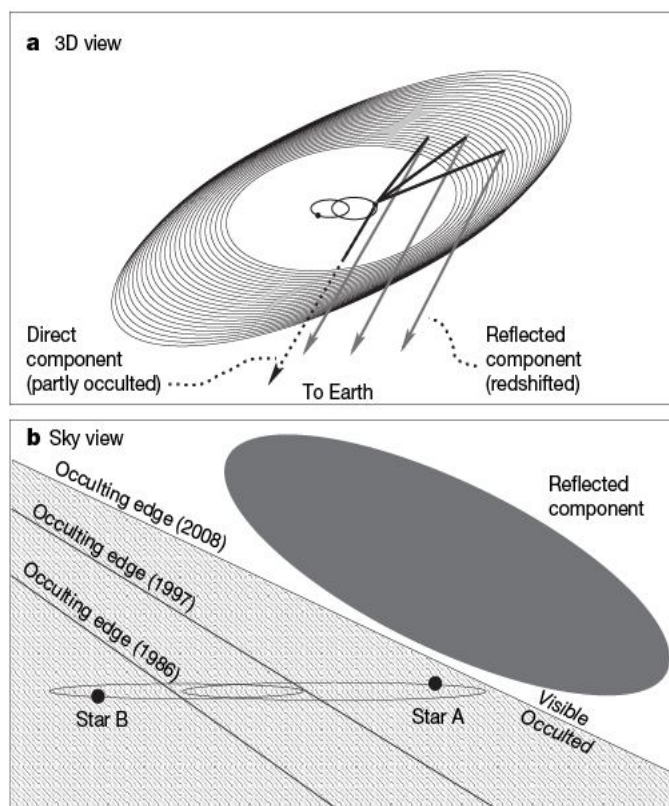 a 3D view
Direct
component
(partly occulted)
To Earth
Reflected
component
(redshifted)
b Sky view
Occulting edge (2008)
Occulting edge (1997)
Occulting edge (1986)
Reflected
component
Star B
Star A
Visible
Occulted